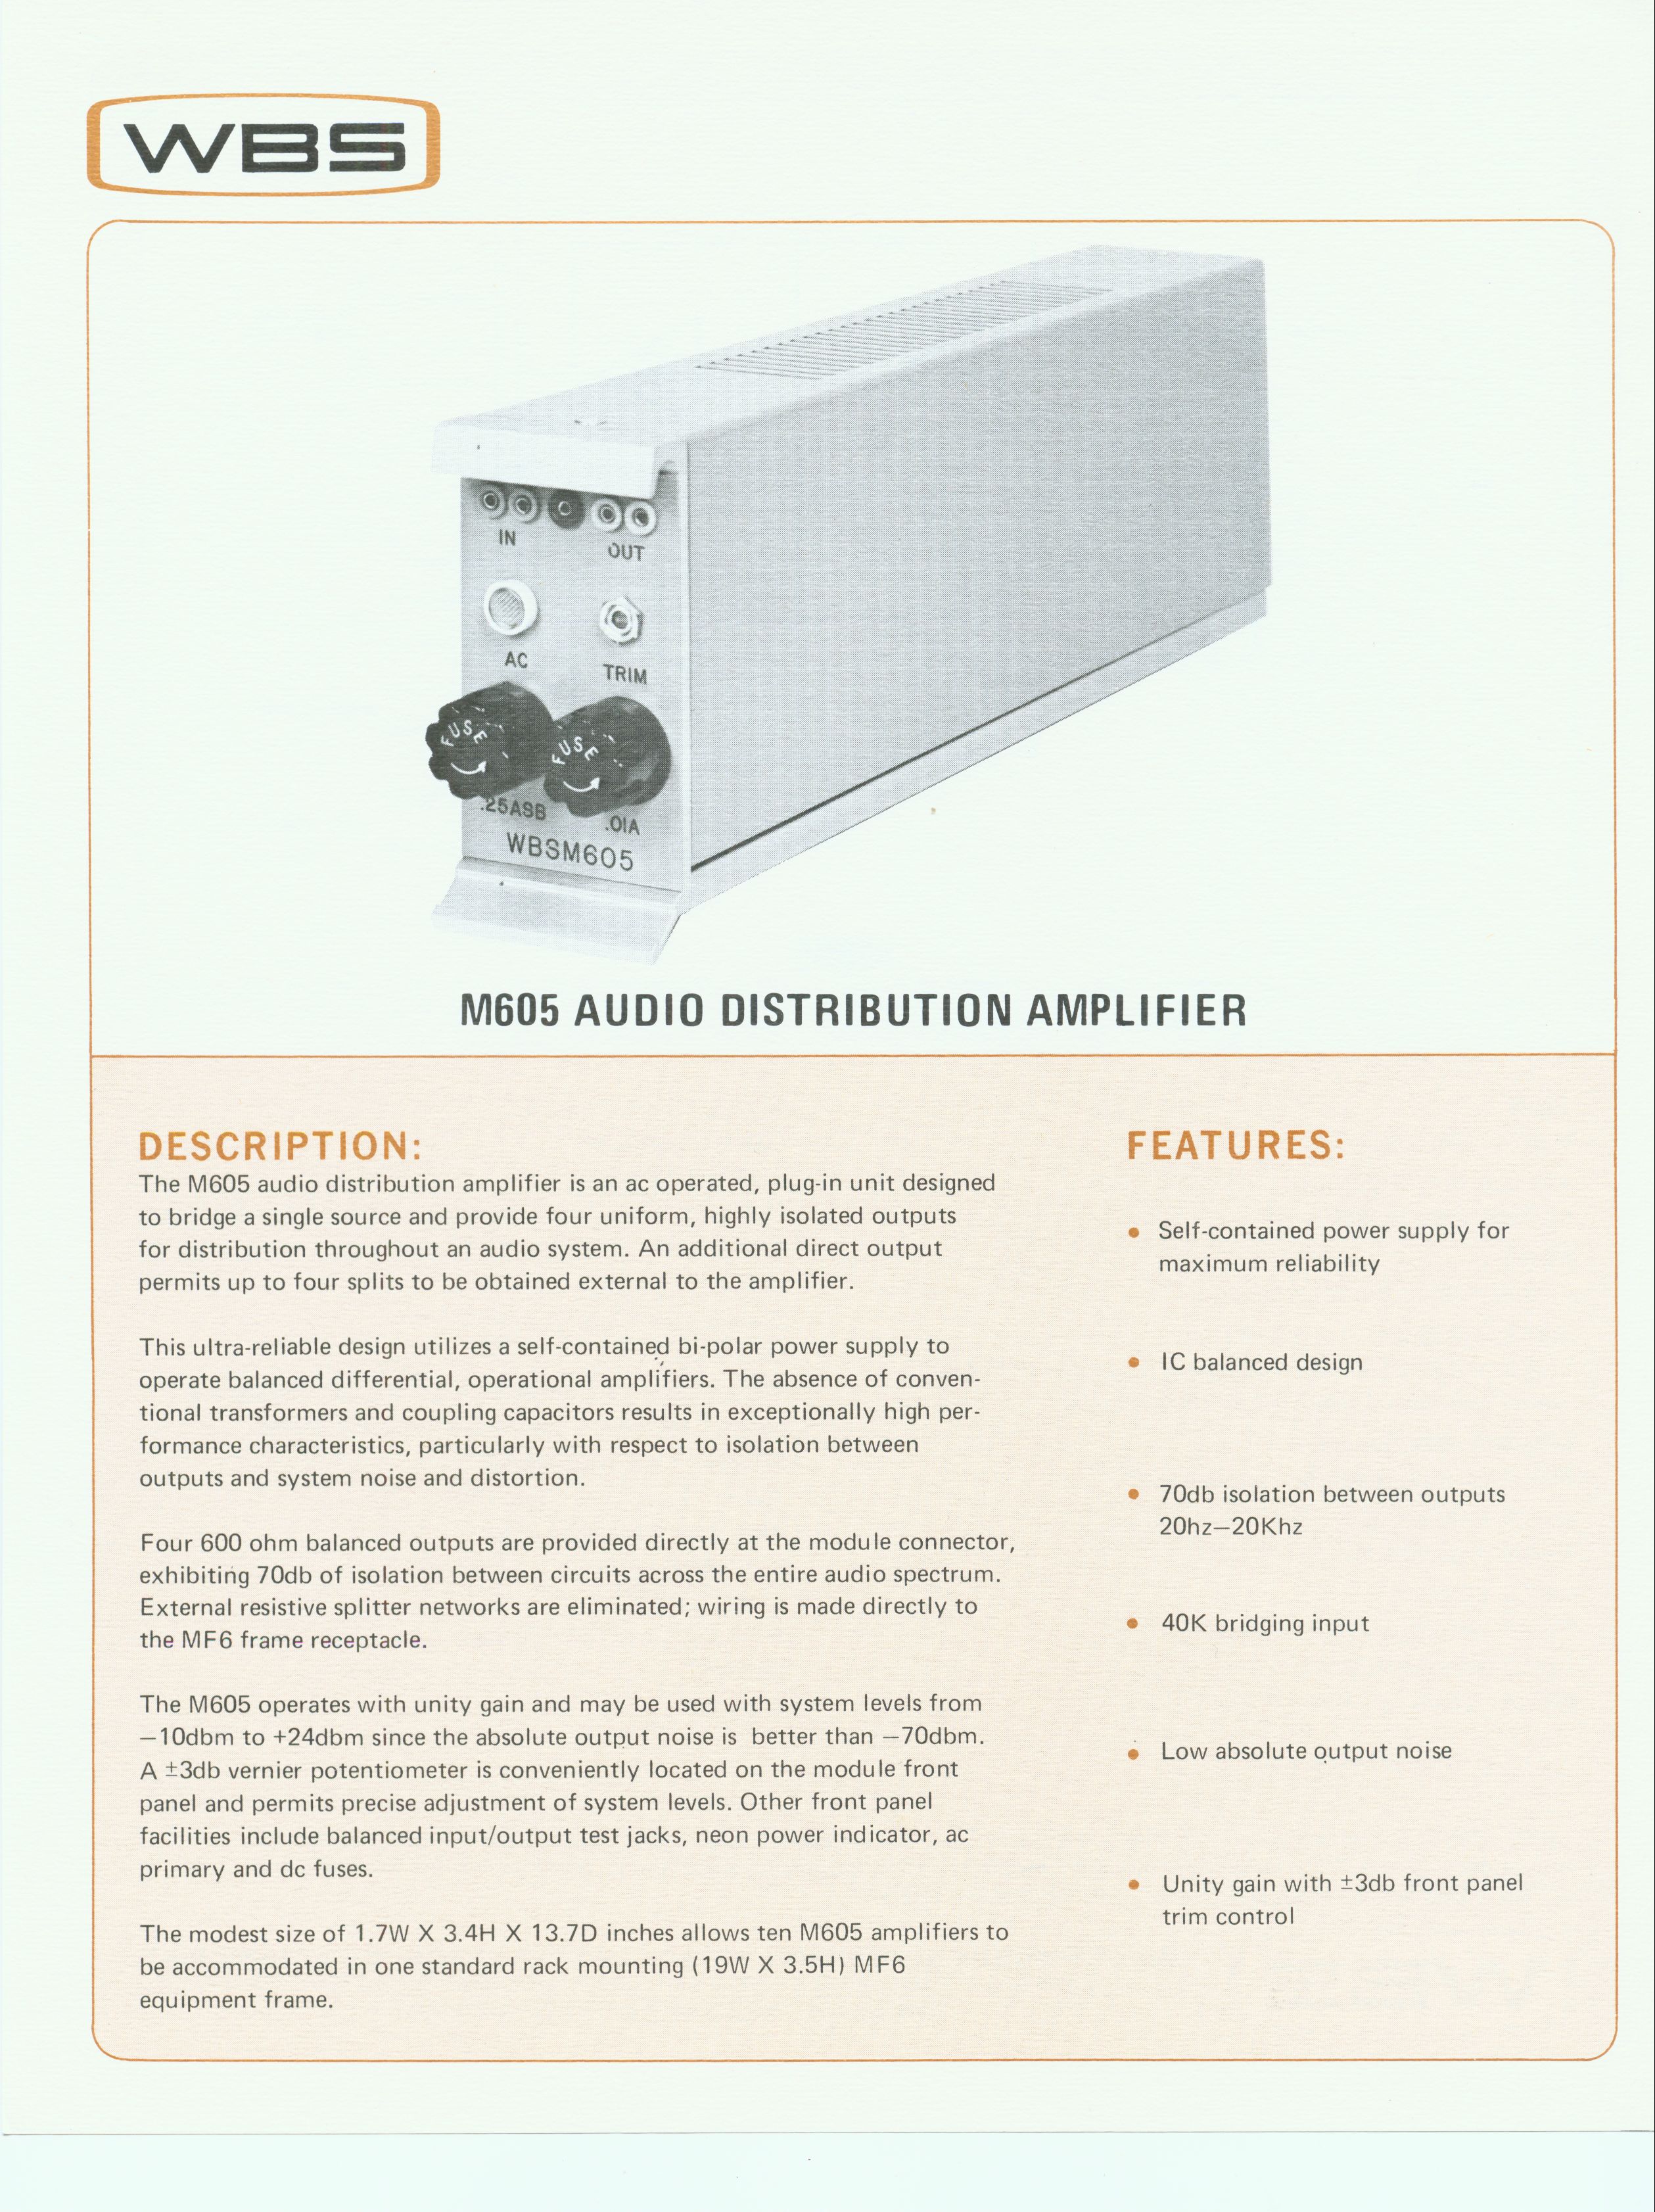 WBS
IN
OUT
AC
TRIM
FUSE
FUSE
.25ASB
.01A
WBSM605
M605 AUDIO DISTRIBUTION AMPLIFIER
DESCRIPTION:
The M605 audio distribution amplifier is an ac operated, plug-in unit designed
to bridge a single source and provide four uniform, highly isolated outputs
for distribution throughout an audio system. An additional direct output
permits up to four splits to be obtained external to the amplifier.
This ultra-reliable design utilizes a self-contained bi-polar power supply to
operate balanced differential, operational amplifiers. The absence of conven-
tional transformers and coupling capacitors results in exceptionally high per-
formance characteristics, particularly with respect to isolation between
outputs and system noise and distortion.
Four 600 ohm balanced outputs are provided directly at the module connector,
exhibiting 70db of isolation between circuits across the entire audio spectrum.
External resistive splitter networks are eliminated; wiring is made directly to
the MF6 frame receptacle.
The M605 operates with unity gain and may be used with system levels from
—10dbm to +24dbm since the absolute output noise is better than —70dbm.
A ±3db vernier potentiometer is conveniently located on the module front
panel and permits precise adjustment of system levels. Other front panel
facilities include balanced input/output test jacks, neon power indicator, ac
primary and dc fuses.
The modest size of 1.7W X 3.4H X 13.7D inches allows ten M605 amplifiers to
be accommodated in one standard rack mounting (19W X 3.5H) MF6
equipment frame.
FEATURES:
• Self-contained power supply for
maximum reliability
• IC balanced design
• 70db isolation between outputs
20hz—20Khz
• 40K bridging input
• Low absolute output noise
• Unity gain with ±3db front panel
trim control